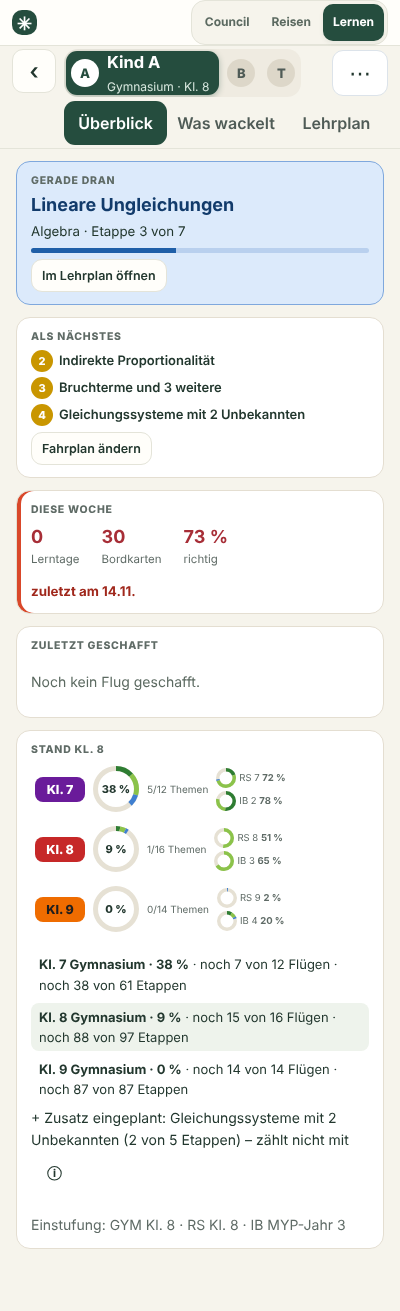 Council Reisen Lernen
‹ A Kind A B T ...
Gymnasium · Kl. 8
Überblick Was wackelt Lehrplan
GERADE DRAN
Lineare Ungleichungen
Algebra · Etappe 3 von 7
Im Lehrplan öffnen
ALS NÄCHSTES
2 Indirekte Proportionalität
3 Bruchterme und 3 weitere
4 Gleichungssysteme mit 2 Unbekannten
Fahrplan ändern
DIESE WOCHE
0 30 73 %
Lerntage Bordkarten richtig
zuletzt am 14.11.
ZULETZT GESCHAFFT
Noch kein Flug geschafft.
STAND KL. 8
Kl. 7 38 % 5/12 Themen RS 7 72 %
IB 2 78 %
Kl. 8 9 % 1/16 Themen RS 8 51 %
IB 3 65 %
Kl. 9 0 % 0/14 Themen RS 9 2 %
IB 4 20 %
Kl. 7 Gymnasium · 38 % · noch 7 von 12 Flügen ·
noch 38 von 61 Etappen
Kl. 8 Gymnasium · 9 % · noch 15 von 16 Flügen ·
noch 88 von 97 Etappen
Kl. 9 Gymnasium · 0 % · noch 14 von 14 Flügen ·
noch 87 von 87 Etappen
+ Zusatz eingeplant: Gleichungssysteme mit 2
Unbekannten (2 von 5 Etappen) – zählt nicht mit
ⓘ
Einstufung: GYM Kl. 8 · RS Kl. 8 · IB MYP-Jahr 3